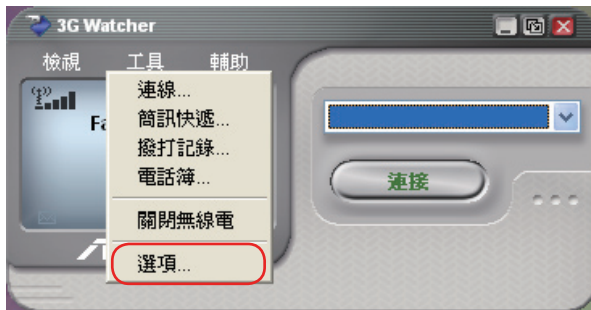 3G Watcher
檢視 工具 輔助
連線...
簡訊快遞...
撥打記錄...
電話簿...
關閉無線電
選項...
連接